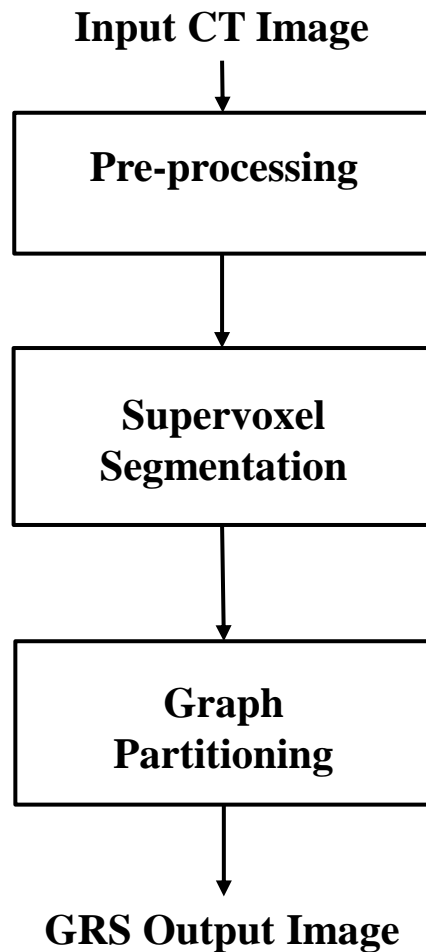 Input CT Image
Pre-processing
Supervoxel
Segmentation
Graph
Partitioning
GRS Output Image